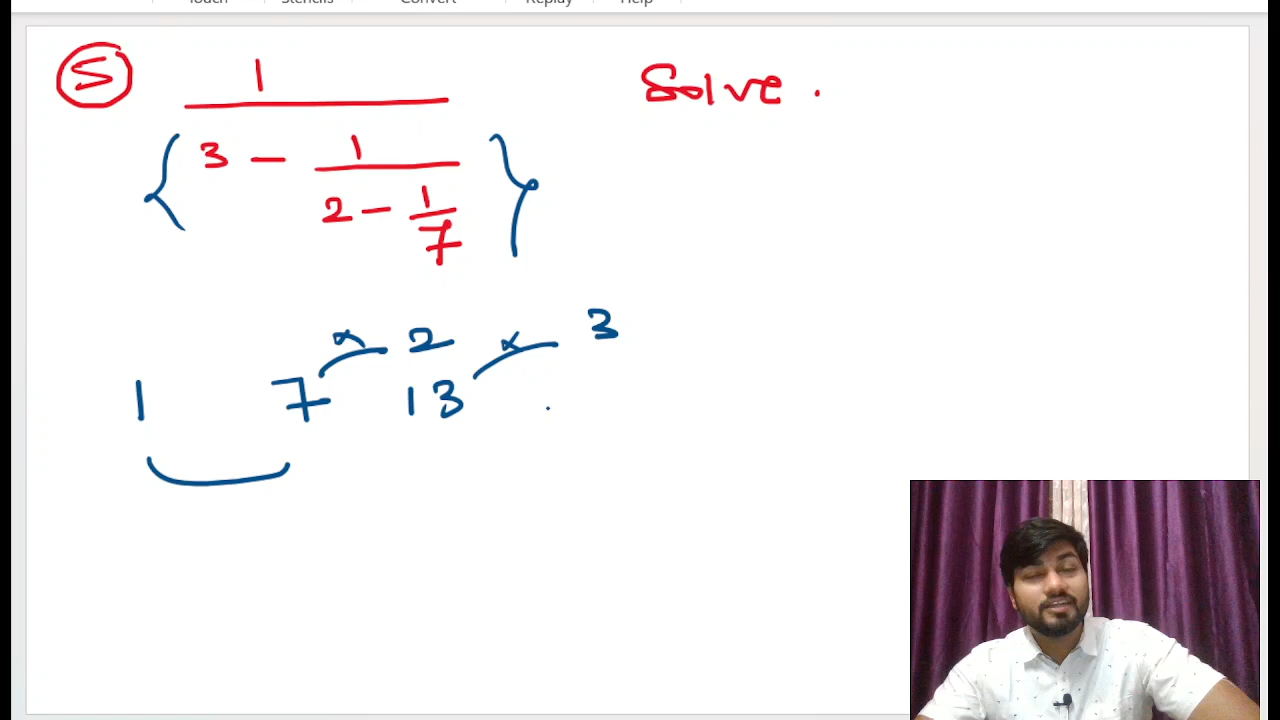 Touch Stencils Convert Replay Help
5 1 Solve .
3 - 1
2 - 1
7
× 2 × 3
1 7 13